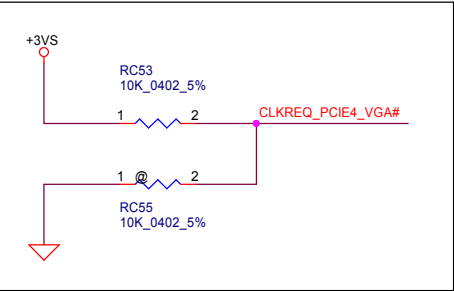 +3VS
RC53
10K_0402_5%
1 2
CLKREQ_PCIE4_VGA#
1 @ 2
RC55
10K_0402_5%